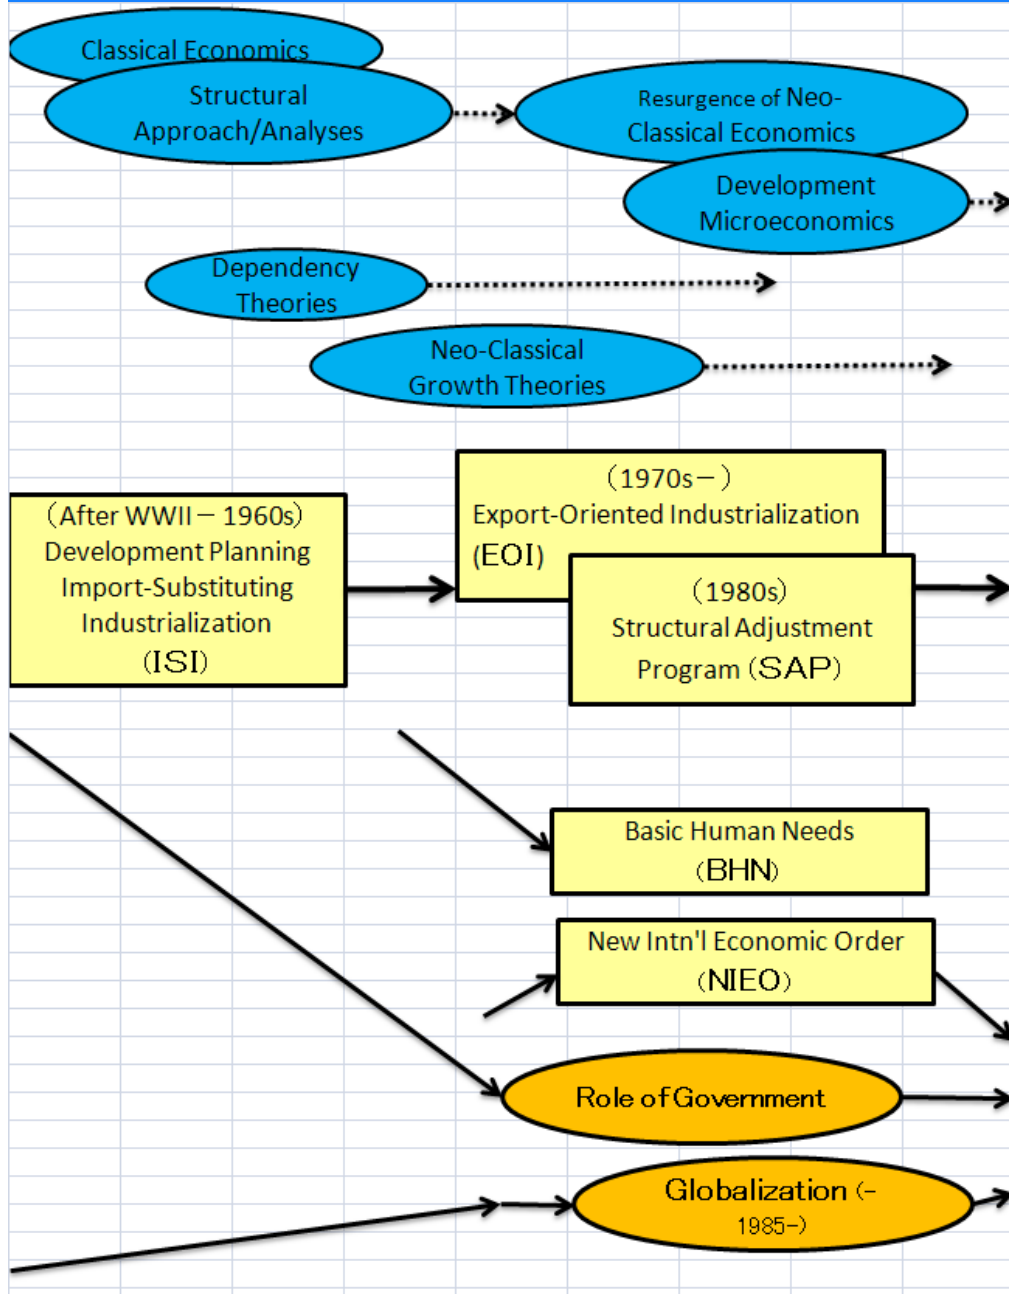 Classical Economics
Structural
Approach/Analyses
Resurgence of Neo-
Classical Economics
Development
Microeconomics
Dependency
Theories
Neo-Classical
Growth Theories
(After WWII－1960s)
Development Planning
Import-Substituting
Industrialization
(ISI)
(1970s－)
Export-Oriented Industrialization
(EOI)
(1980s)
Structural Adjustment
Program (SAP)
Basic Human Needs
(BHN)
New Intn'l Economic Order
(NIEO)
Role of Government
Globalization (-
1985-)